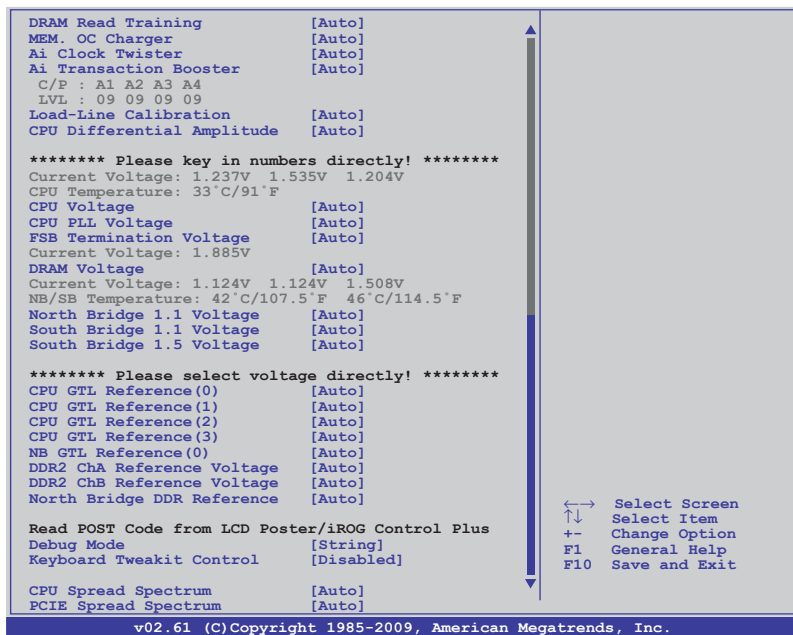 DRAM Read Training [Auto]
MEM. OC Charger [Auto]
Ai Clock Twister [Auto]
Ai Transaction Booster [Auto]
C/P : A1 A2 A3 A4
LVL : 09 09 09 09
Load-Line Calibration [Auto]
CPU Differential Amplitude [Auto]
******** Please key in numbers directly! ********
Current Voltage: 1.237V 1.535V 1.204V
CPU Temperature: 33°C/91°F
CPU Voltage [Auto]
CPU PLL Voltage [Auto]
FSB Termination Voltage [Auto]
Current Voltage: 1.885V
DRAM Voltage [Auto]
Current Voltage: 1.124V 1.124V 1.508V
NB/SB Temperature: 42°C/107.5°F 46°C/114.5°F
North Bridge 1.1 Voltage [Auto]
South Bridge 1.1 Voltage [Auto]
South Bridge 1.5 Voltage [Auto]
******** Please select voltage directly! ********
CPU GTL Reference(0) [Auto]
CPU GTL Reference(1) [Auto]
CPU GTL Reference(2) [Auto]
CPU GTL Reference(3) [Auto]
NB GTL Reference(0) [Auto]
DDR2 ChA Reference Voltage [Auto]
DDR2 ChB Reference Voltage [Auto]
North Bridge DDR Reference [Auto]
Read POST Code from LCD Poster/iROG Control Plus
Debug Mode [String]
Keyboard Tweakit Control [Disabled]
CPU Spread Spectrum [Auto]
PCIE Spread Spectrum [Auto]
←→ Select Screen
↑↓ Select Item
+- Change Option
F1 General Help
F10 Save and Exit
v02.61 (C)Copyright 1985-2009, American Megatrends, Inc.